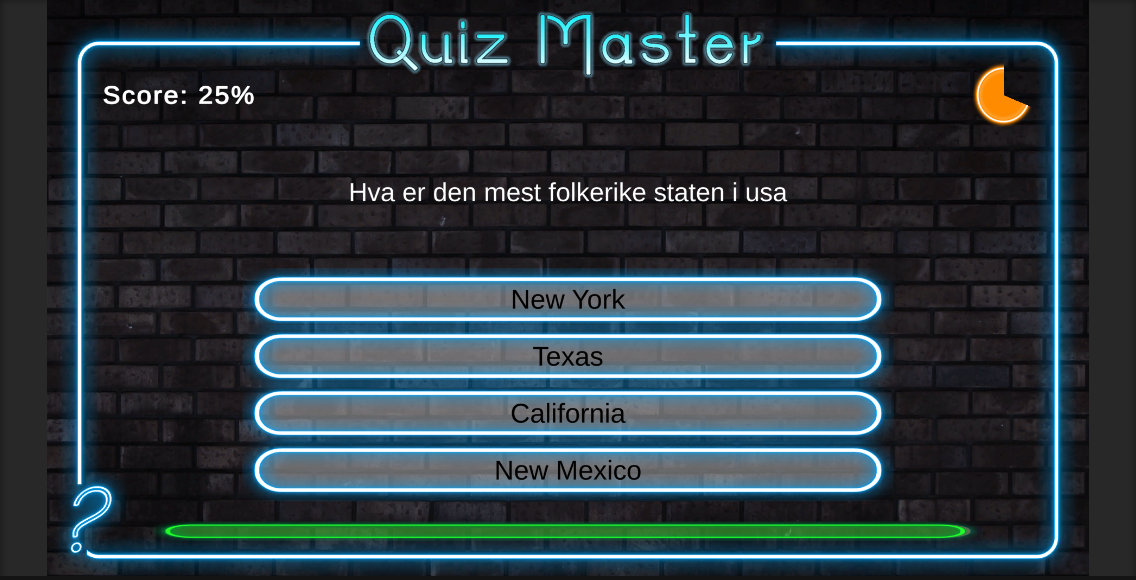 Quiz Master
Score: 25%
Hva er den mest folkerike staten i usa
New York
Texas
California
New Mexico
?